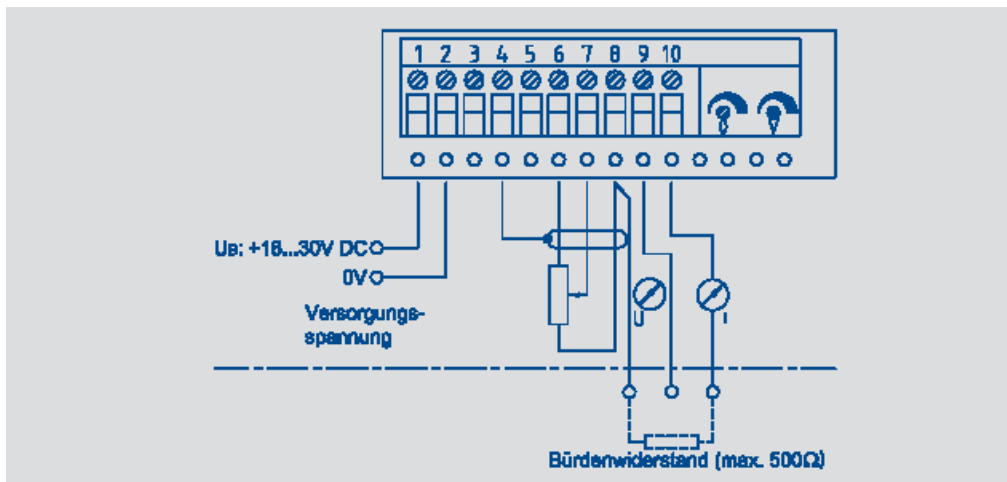 1 2 3 4 5 6 7 8 9 10
UB: +18...30V DC
0V
Versorgungs-
spannung
U
I
Bürdenwiderstand (max. 500Ω)